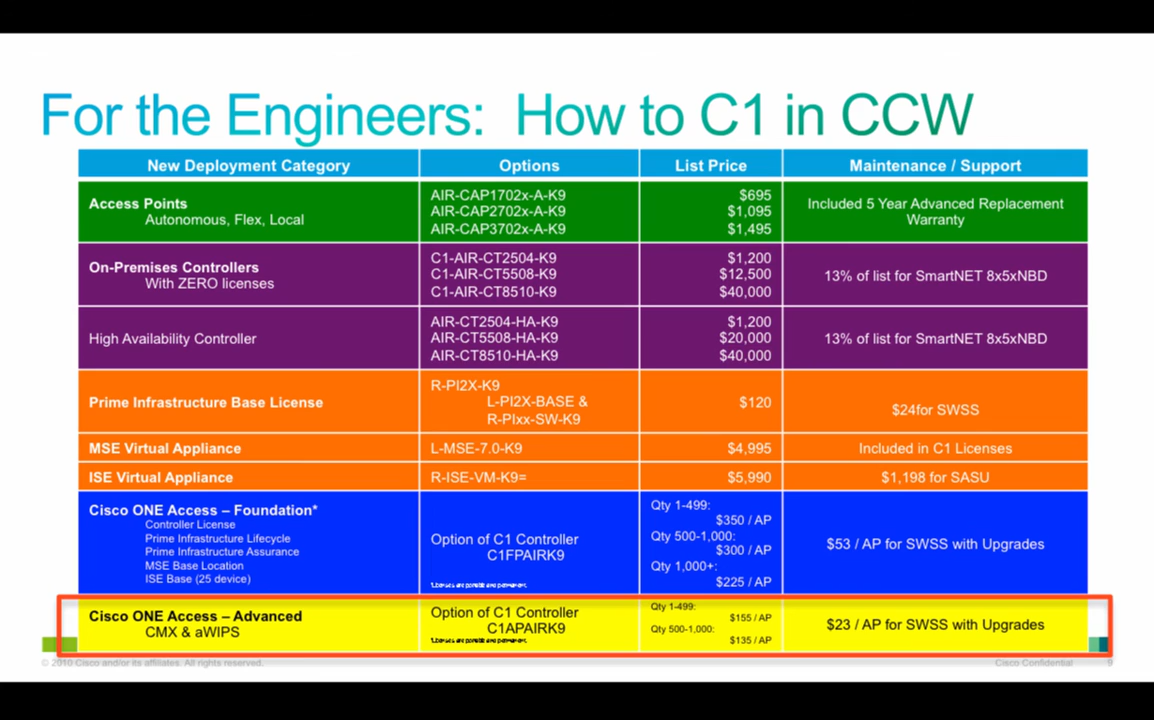 For the Engineers: How to C1 in CCW
New Deployment Category Options List Price Maintenance / Support
Access Points
Autonomous, Flex, Local
AIR-CAP1702x-A-K9
AIR-CAP2702x-A-K9
AIR-CAP3702x-A-K9
$695
$1,095
$1,495
Included 5 Year Advanced Replacement
Warranty
On-Premises Controllers
With ZERO licenses
C1-AIR-CT2504-K9
C1-AIR-CT5508-K9
C1-AIR-CT8510-K9
$1,200
$12,500
$40,000
13% of list for SmartNET 8x5xNBD
High Availability Controller
AIR-CT2504-HA-K9
AIR-CT5508-HA-K9
AIR-CT8510-HA-K9
$1,200
$20,000
$40,000
13% of list for SmartNET 8x5xNBD
Prime Infrastructure Base License
R-PI2X-K9
L-PI2X-BASE &
R-PIxx-SW-K9
$120
$24for SWSS
MSE Virtual Appliance
L-MSE-7.0-K9
$4,995
Included in C1 Licenses
ISE Virtual Appliance
R-ISE-VM-K9=
$5,990
$1,198 for SASU
Cisco ONE Access – Foundation*
Controller License
Prime Infrastructure Lifecycle
Prime Infrastructure Assurance
MSE Base Location
ISE Base (25 device)
Option of C1 Controller
C1FPAIRK9
*Licenses are portable and permanent.
Qty 1-499:
$350 / AP
Qty 500-1,000:
$300 / AP
Qty 1,000+:
$225 / AP
$53 / AP for SWSS with Upgrades
Cisco ONE Access – Advanced
CMX & aWIPS
Option of C1 Controller
C1APAIRK9
*Licenses are portable and permanent.
Qty 1-499:
$155 / AP
Qty 500-1,000:
$135 / AP
$23 / AP for SWSS with Upgrades
© 2010 Cisco and/or its affiliates. All rights reserved.
Cisco Confidential
9